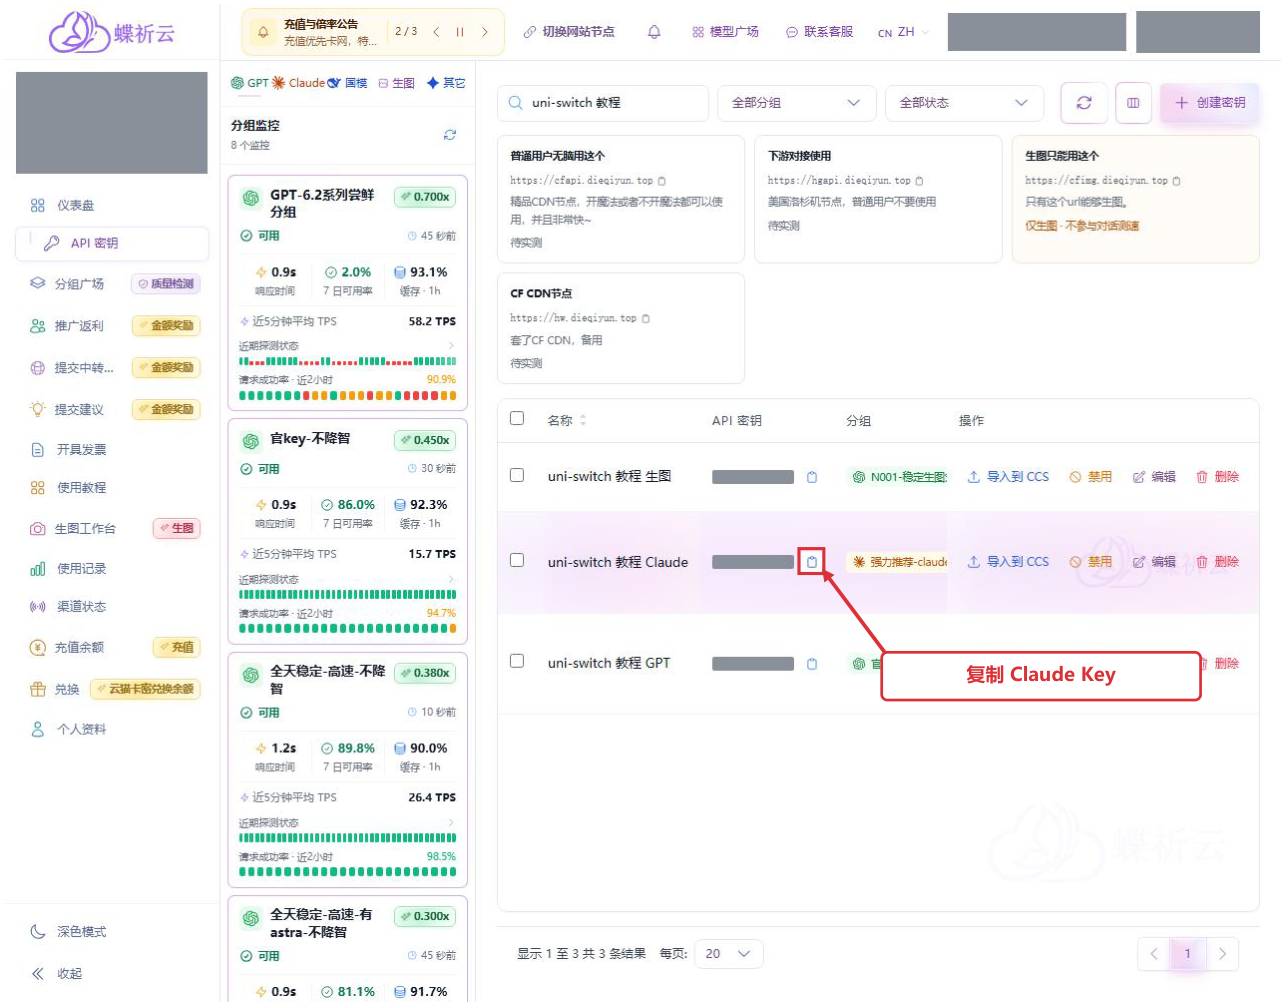 蝶祈云
充值与倍率公告
充值优先卡网，特...
2 / 3
切换网站节点
模型广场
联系客服
CN ZH
仪表盘
API 密钥
分组广场
质量检测
推广返利
金额奖励
提交中转...
金额奖励
提交建议
金额奖励
开具发票
使用教程
生图工作台
生图
使用记录
渠道状态
充值余额
充值
兑换
云猫卡密兑换余额
个人资料
深色模式
收起
GPT
Claude
国模
生图
其它
分组监控
8 个监控
GPT-6.2系列尝鲜
分组
0.700x
可用
45 秒前
0.9s
2.0%
93.1%
响应时间
7 日可用率
缓存 · 1h
近5分钟平均 TPS
58.2 TPS
近期探测状态
请求成功率 · 近2小时
90.9%
官key-不降智
0.450x
可用
30 秒前
0.9s
86.0%
92.3%
响应时间
7 日可用率
缓存 · 1h
近5分钟平均 TPS
15.7 TPS
近期探测状态
请求成功率 · 近2小时
94.7%
全天稳定-高速-不降
智
0.380x
可用
10 秒前
1.2s
89.8%
90.0%
响应时间
7 日可用率
缓存 · 1h
近5分钟平均 TPS
26.4 TPS
近期探测状态
请求成功率 · 近2小时
98.5%
全天稳定-高速-有
astra-不降智
0.300x
可用
45 秒前
0.9s
81.1%
91.7%
uni-switch 教程
全部分组
全部状态
创建密钥
普通用户无脑用这个
https://cfapi.dieqiyun.top
精品CDN节点，开魔法或者不开魔法都可以使
用，并且非常快~
待实测
下游对接使用
https://hgapi.dieqiyun.top
美国洛杉矶节点，普通用户不要使用
待实测
生图只能用这个
https://cfimg.dieqiyun.top
只有这个url能够生图。
仅生图 · 不参与对话测速
CF CDN节点
https://hw.dieqiyun.top
套了CF CDN，备用
待实测
名称
API 密钥
分组
操作
uni-switch 教程 生图
N001-稳定生图
导入到 CCS
禁用
编辑
删除
uni-switch 教程 Claude
强力推荐-claude
导入到 CCS
禁用
编辑
删除
uni-switch 教程 GPT
官
删除
复制 Claude Key
蝶祈云
显示 1 至 3 共 3 条结果
每页:
20
1